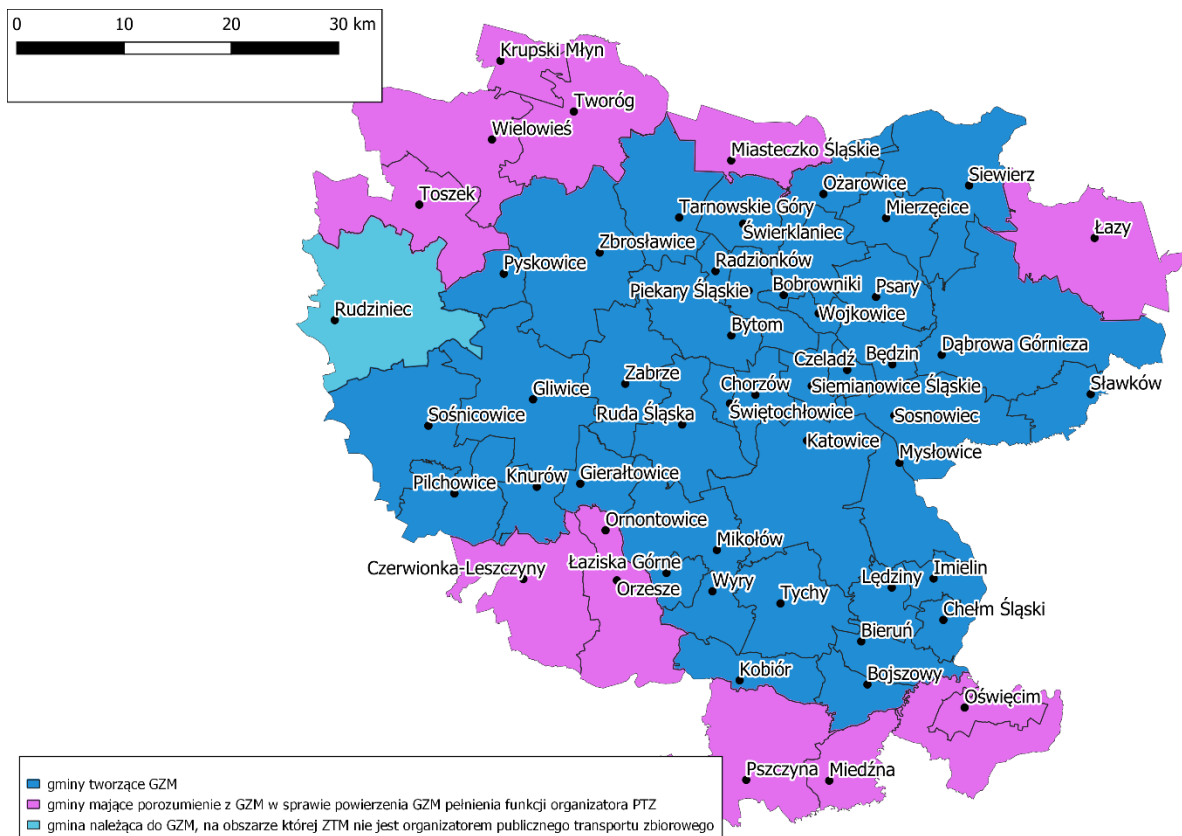 0 10 20 30 km
Krupski Młyn
Tworóg
Wielowieś
Miasteczko Śląskie
Siewierz
Ożarowice
Toszek
Tarnowskie Góry
Mierzęcice
Świerklaniec
Łazy
Zbrosławice
Radzionków
Pyskowice
Piekary Śląskie
Bobrowniki
Psary
Rudziniec
Wojkowice
Bytom
Dąbrowa Górnicza
Czeladź
Będzin
Zabrze
Chorzów
Siemianowice Śląskie
Sławków
Gliwice
Sośnicowice
Ruda Śląska
Świętochłowice
Sosnowiec
Katowice
Mysłowice
Pilchowice
Knurów
Gierałtowice
Ornontowice
Mikołów
Czerwionka-Leszczyny
Łaziska Górne
Orzesze
Wyry
Tychy
Lędziny
Imielin
Chełm Śląski
Bieruń
Kobiór
Bojszowy
Oświęcim
Pszczyna
Miedźna
gminy tworzące GZM
gminy mające porozumienie z GZM w sprawie powierzenia GZM pełnienia funkcji organizatora PTZ
gmina należąca do GZM, na obszarze której ZTM nie jest organizatorem publicznego transportu zbiorowego